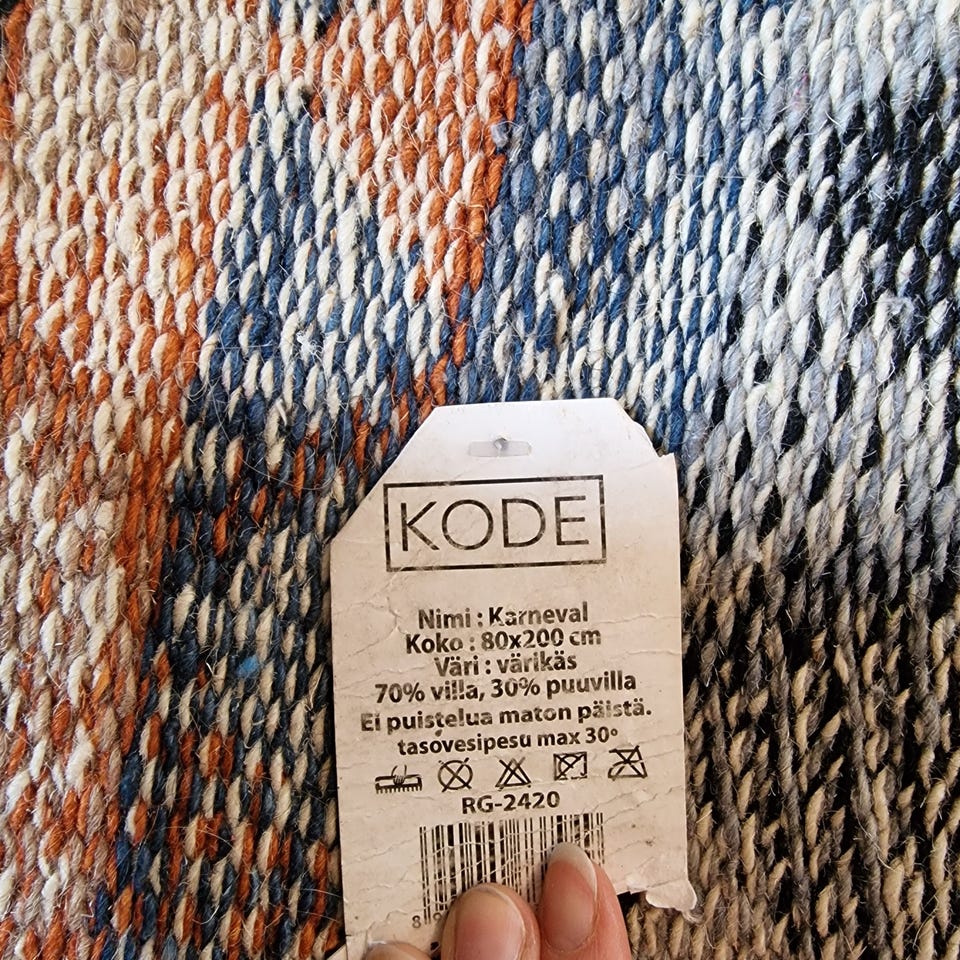 KODE
Nimi : Karneval
Koko : 80x200 cm
Väri : värikäs
70% villa, 30% puuvilla
Ei puistelua maton päistä.
tasovesipesu max 30°
RG-2420
8